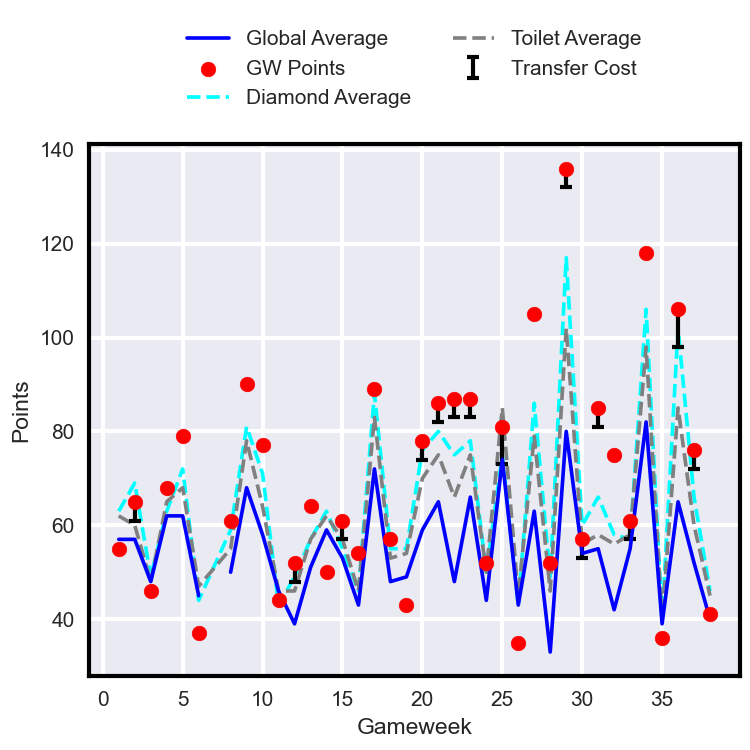 Global Average
GW Points
Diamond Average
Toilet Average
Transfer Cost
140
120
100
80
60
40
Points
0 5 10 15 20 25 30 35
Gameweek